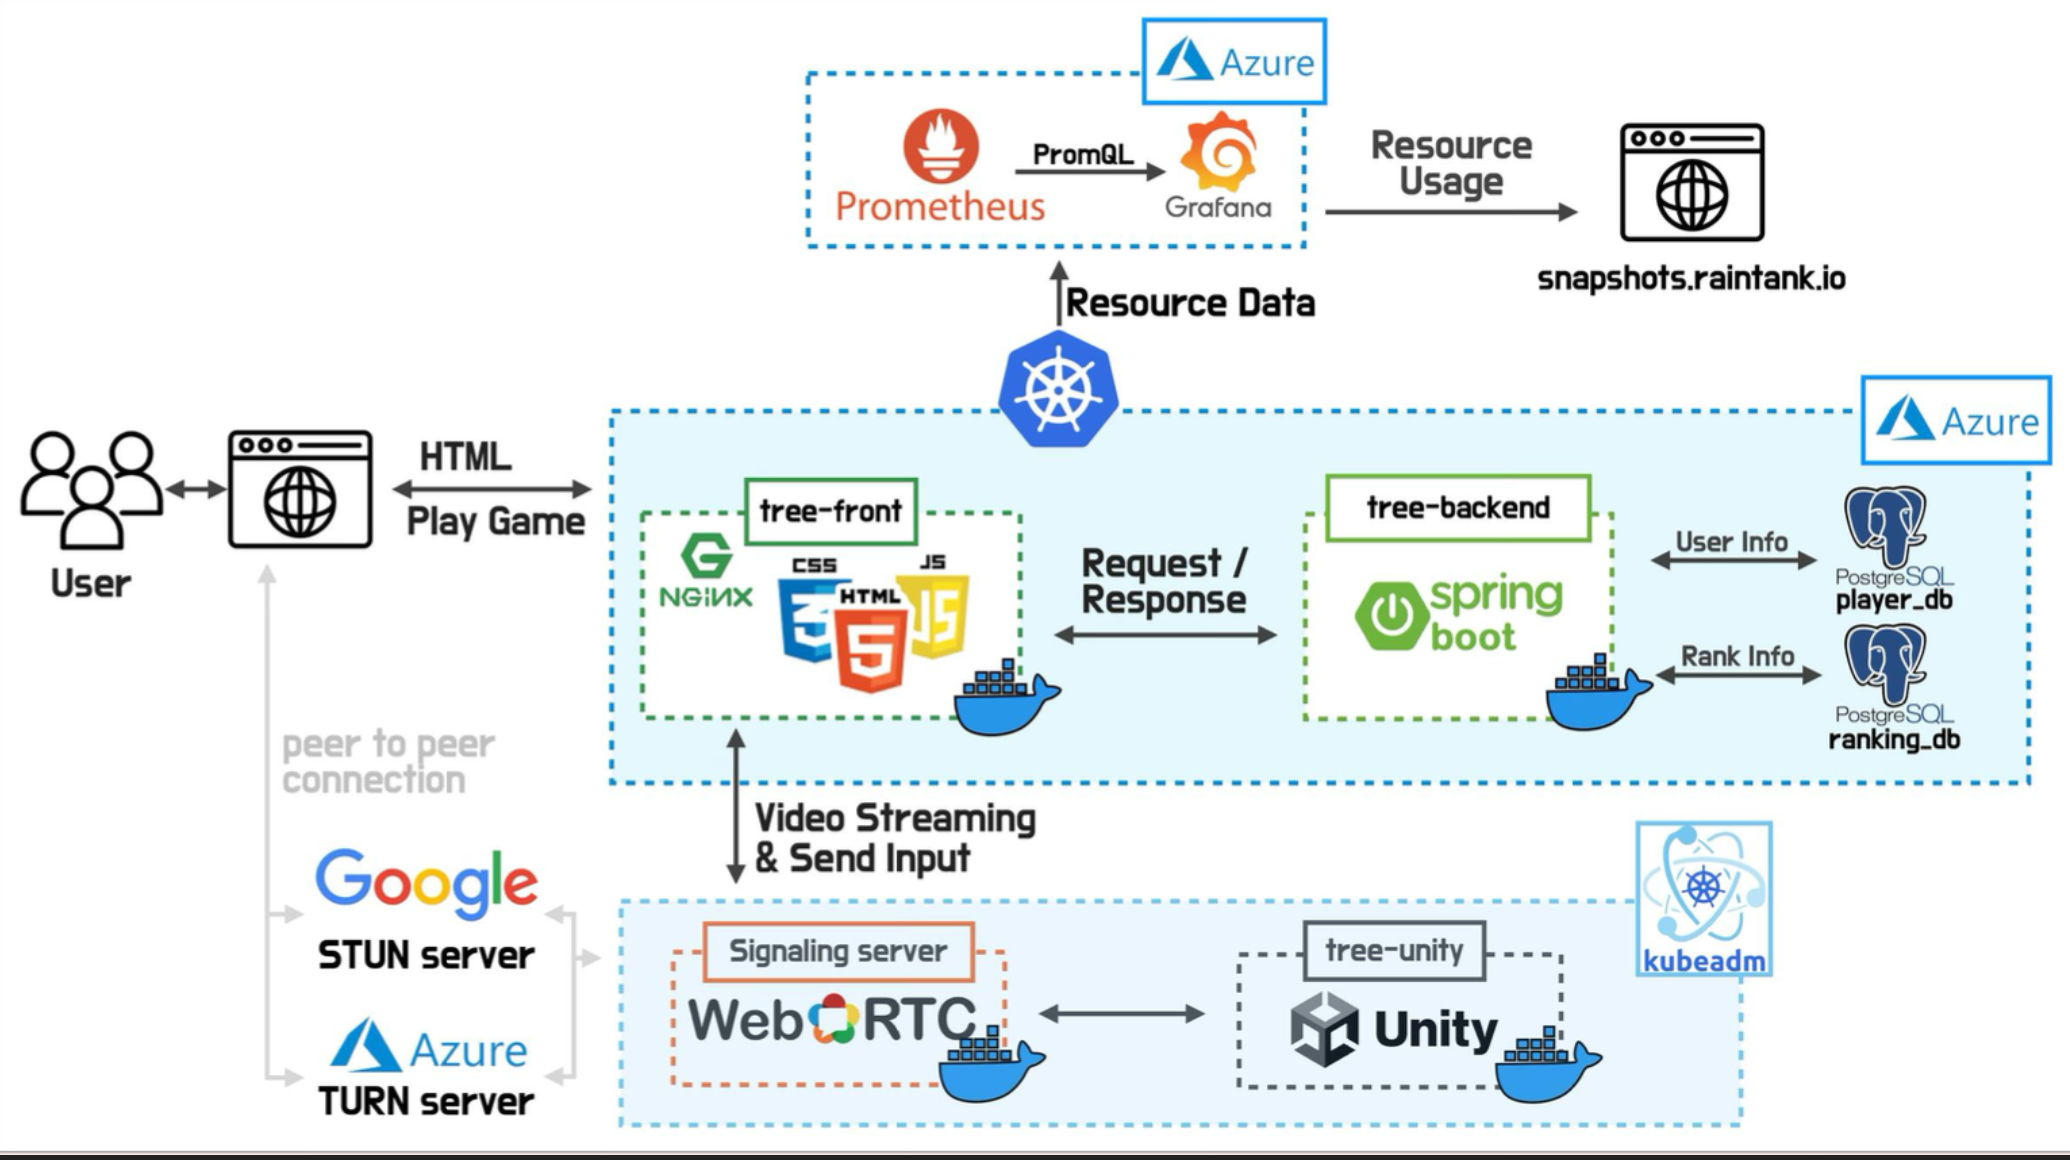 Azure
Prometheus
PromQL
Grafana
Resource
Usage
snapshots.raintank.io
Resource Data
Azure
User
HTML
Play Game
tree-front
NGiNX
CSS
HTML
JS
3
5
JS
Request /
Response
tree-backend
spring
boot
User Info
PostgreSQL
player_db
Rank Info
PostgreSQL
ranking_db
peer to peer
connection
Video Streaming
& Send Input
Google
STUN server
Azure
TURN server
Signaling server
WebRTC
tree-unity
Unity
kubeadm